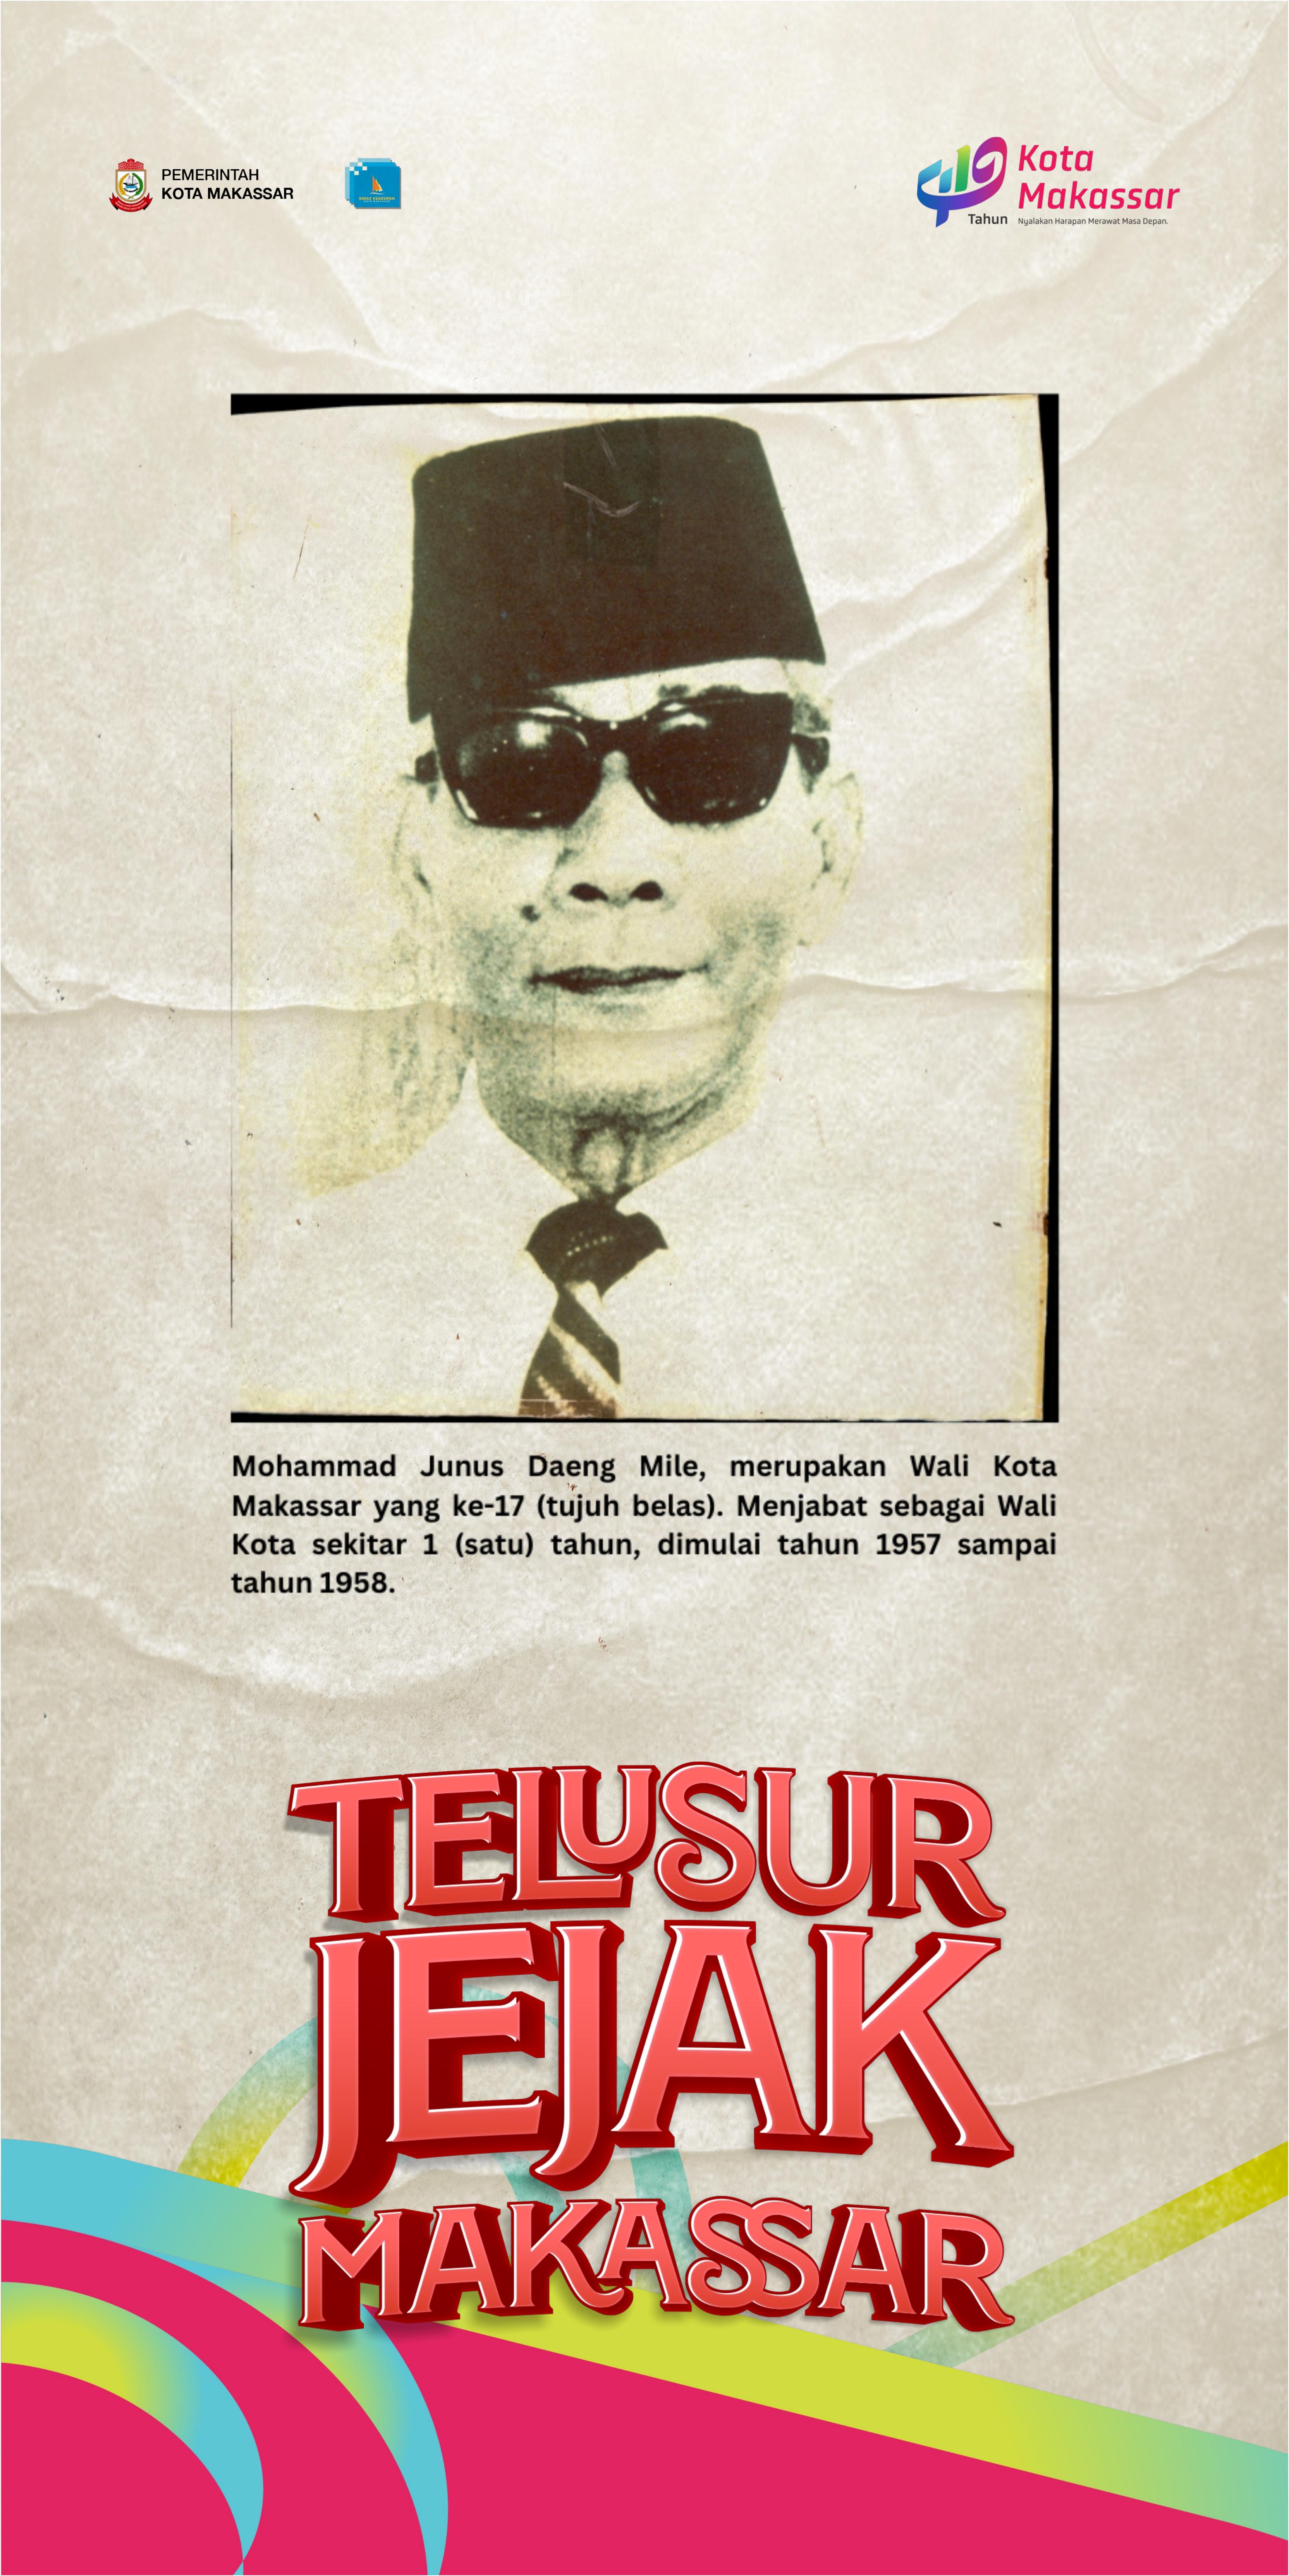 PEMERINTAH
KOTA MAKASSAR
419
Kota
Makassar
Tahun Nyalakan Harapan Merawat Masa Depan.
Mohammad Junus Daeng Mile, merupakan Wali Kota
Makassar yang ke-17 (tujuh belas). Menjabat sebagai Wali
Kota sekitar 1 (satu) tahun, dimulai tahun 1957 sampai
tahun 1958.
TELUSUR
JEJAK
MAKASSAR